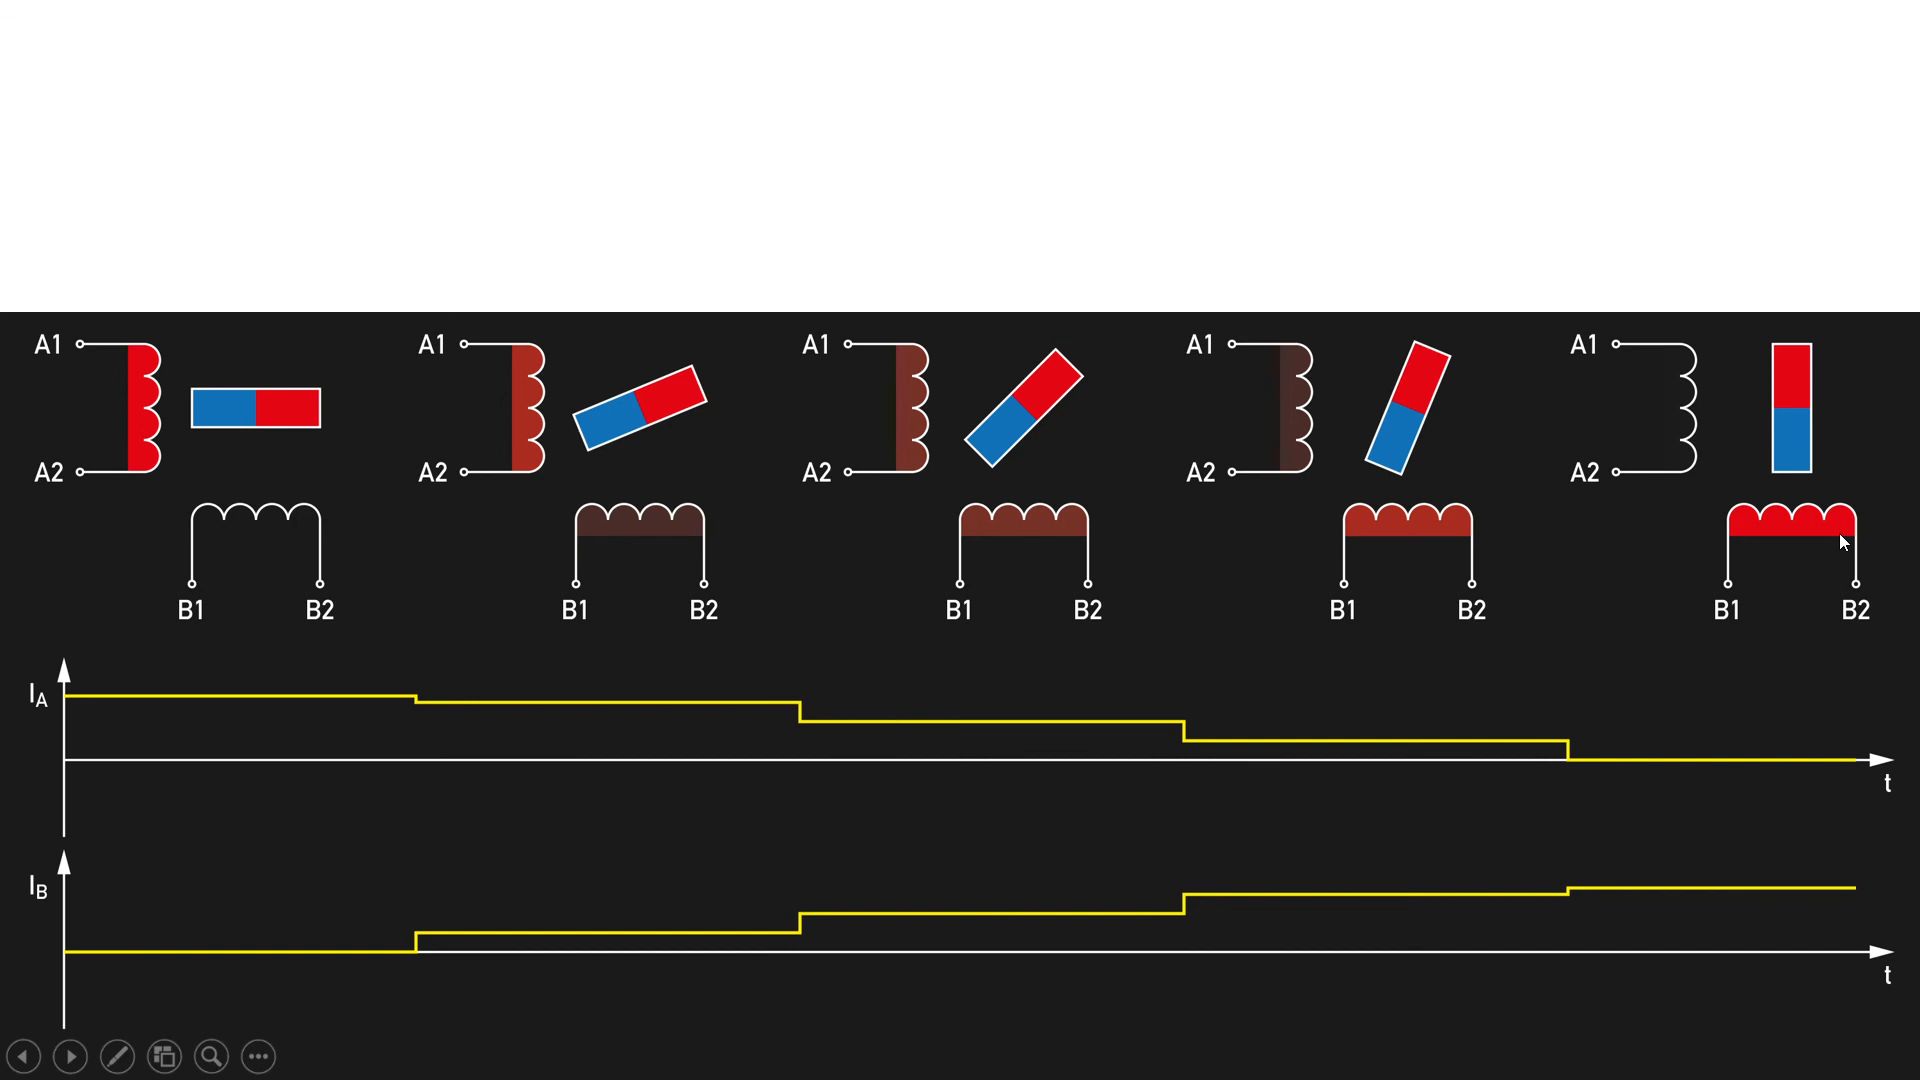 A1 A1 A1 A1 A1
A2 A2 A2 A2 A2
B1 B2 B1 B2 B1 B2 B1 B2 B1 B2
IA
t
IB
t